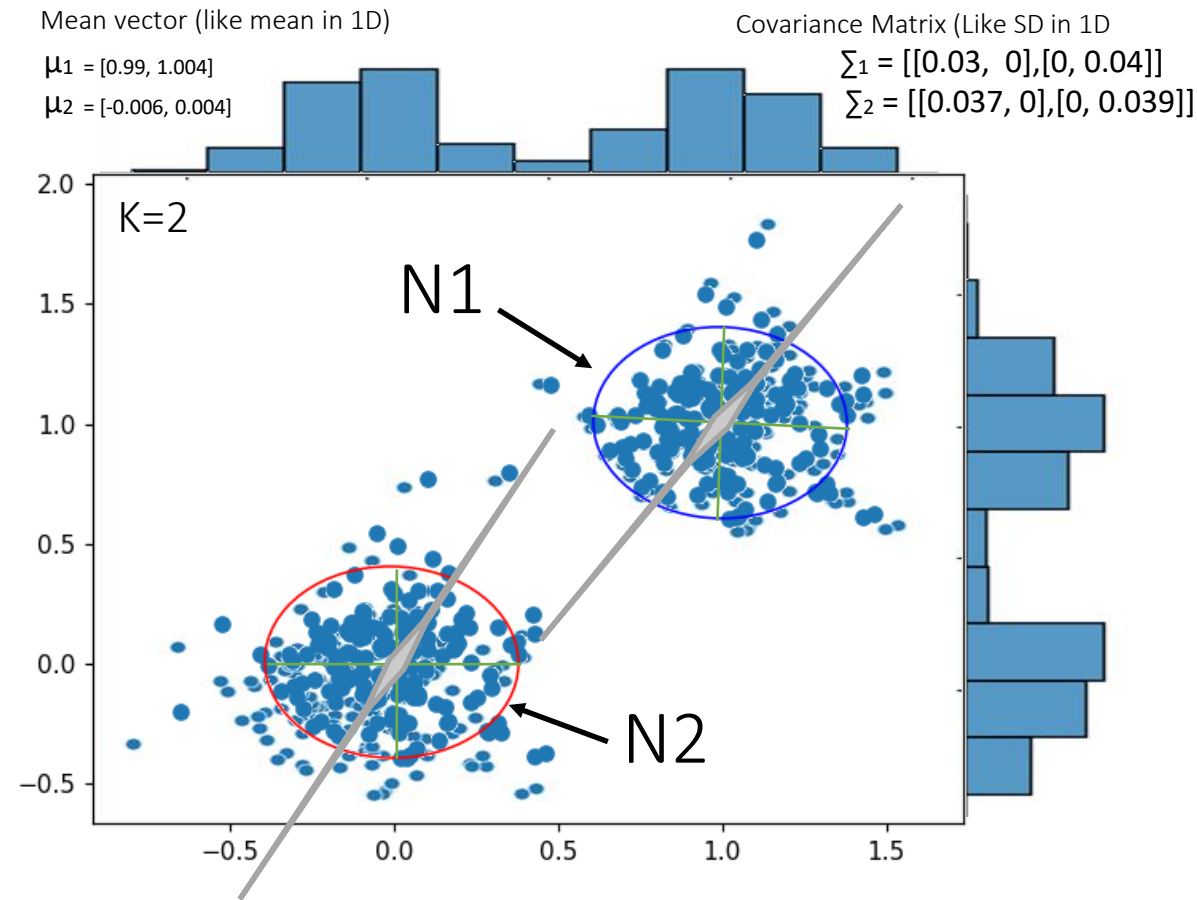 Mean vector (like mean in 1D)
Covariance Matrix (Like SD in 1D
μ1 = [0.99, 1.004]
∑1 = [[0.03, 0],[0, 0.04]]
μ2 = [-0.006, 0.004]
∑2 = [[0.037, 0],[0, 0.039]]
2.0
K=2
N1
1.5
1.0
0.5
0.0
N2
−0.5
−0.5
0.0
0.5
1.0
1.5